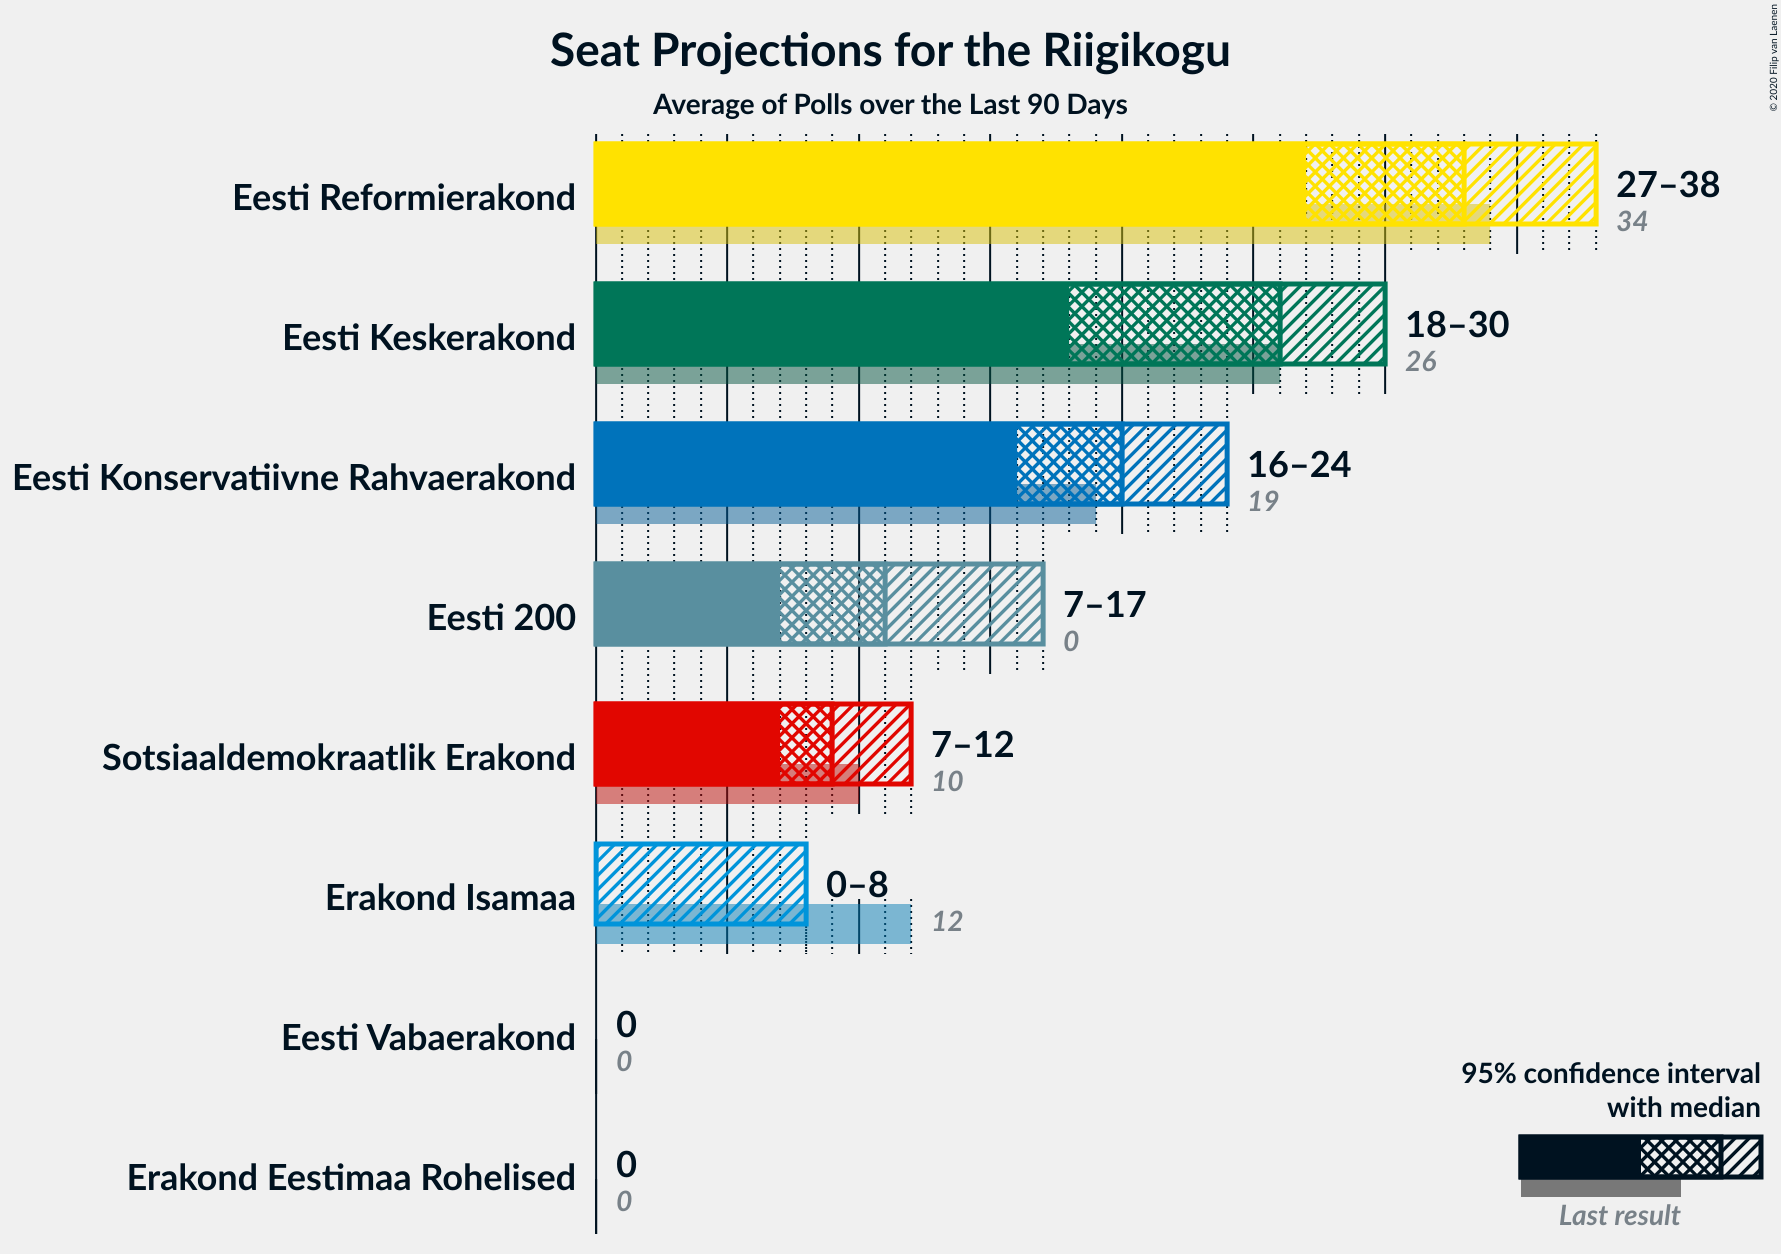 Seat Projections for the Riigikogu
Average of Polls over the Last 90 Days
© 2020 Filip van Laenen
Eesti Reformierakond
27–38
34
Eesti Keskerakond
18–30
26
Eesti Konservatiivne Rahvaerakond
16–24
19
Eesti 200
7–17
0
Sotsiaaldemokraatlik Erakond
7–12
10
Erakond Isamaa
0–8
12
Eesti Vabaerakond
0
0
Erakond Eestimaa Rohelised
0
0
95% confidence interval
with median
Last result